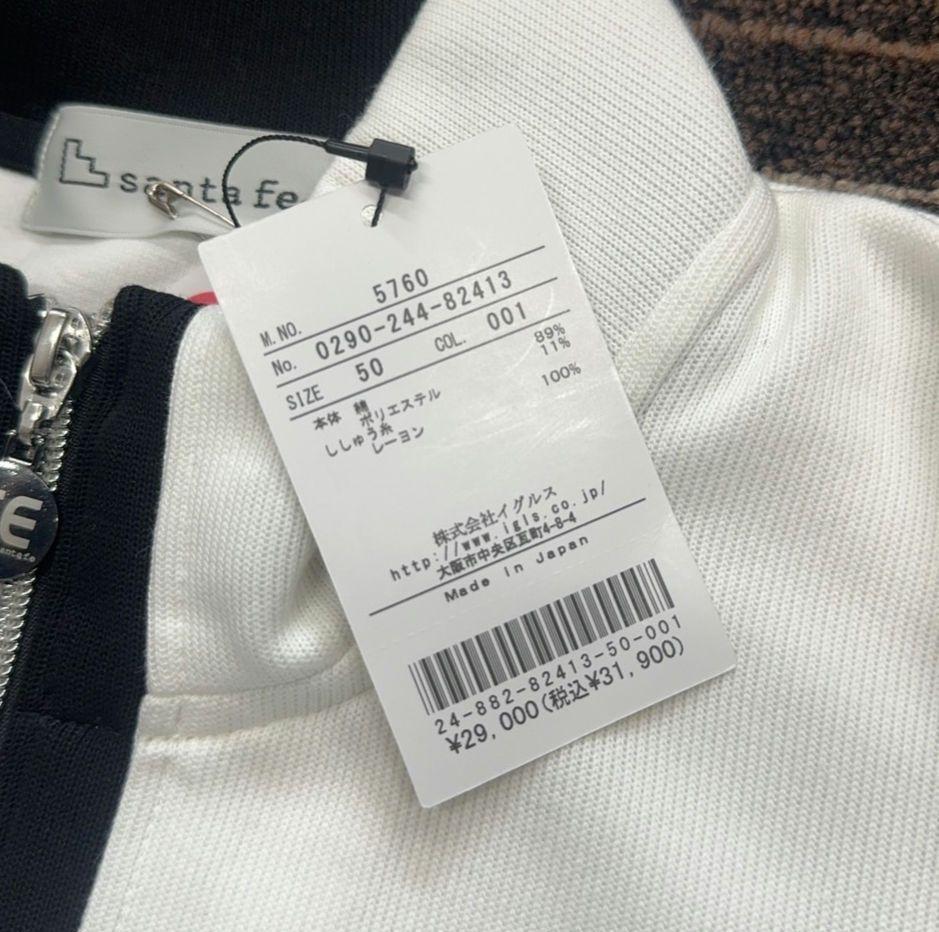 santa fe
M.NO. 5760
No. 0290-244-82413
SIZE 50 COL. 001
本体 綿 89%
ポリエステル 11%
ししゅう糸
レーヨン 100%
株式会社イグルス
http://www.igls.co.jp/
大阪市中央区瓦町4-8-4
Made in Japan
24-882-82413-50-001
¥29,000(税込¥31,900)